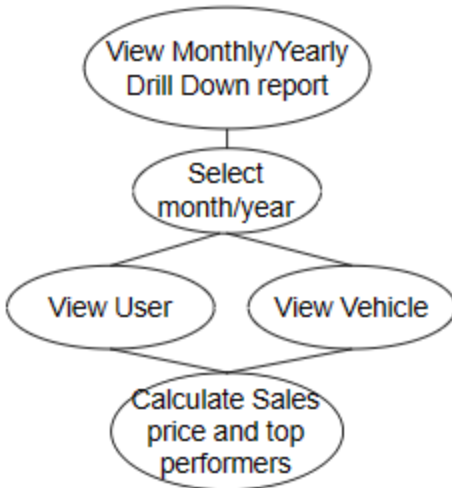 View Monthly/Yearly
Drill Down report
Select
month/year
View User
View Vehicle
Calculate Sales
price and top
performers